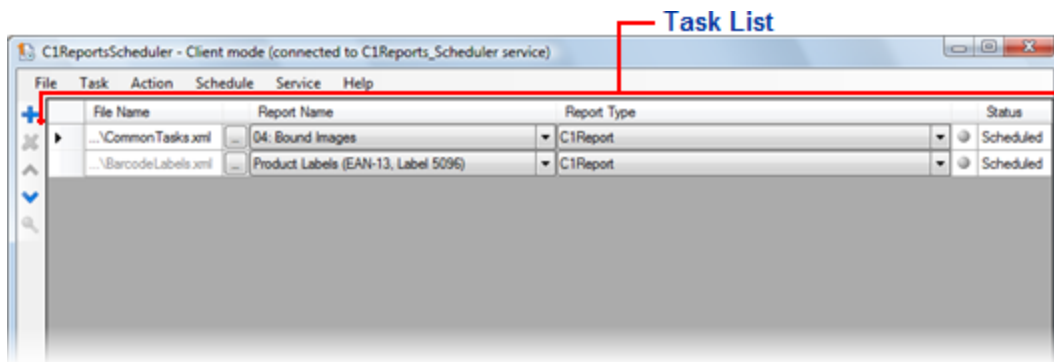 Task List
C1ReportsScheduler - Client mode (connected to C1Reports_Scheduler service)
File Task Action Schedule Service Help
File Name Report Name Report Type Status
...\CommonTasks.xml ... 04: Bound Images C1Report Scheduled
...\BarcodeLabels.xml ... Product Labels (EAN-13, Label 5096) C1Report Scheduled